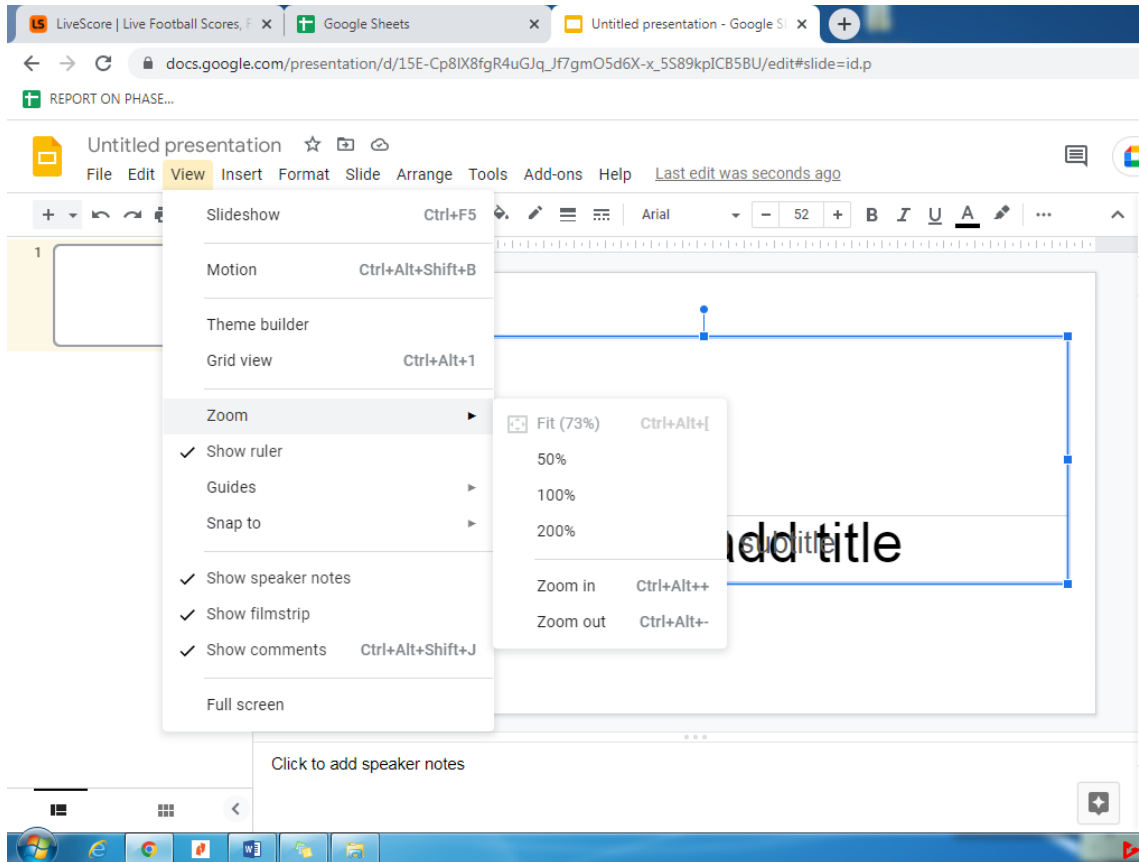 LS LiveScore | Live Football Scores, F
Google Sheets
Untitled presentation - Google Sl
docs.google.com/presentation/d/15E-Cp8lX8fgR4uGJq_Jf7gmO5d6X-x_5S89kpICB5BU/edit#slide=id.p
REPORT ON PHASE...
Untitled presentation
File Edit View Insert Format Slide Arrange Tools Add-ons Help Last edit was seconds ago
Arial - 52 + B I U A
1
Slideshow Ctrl+F5
Motion Ctrl+Alt+Shift+B
Theme builder
Grid view Ctrl+Alt+1
Zoom
Show ruler
Guides
Snap to
Show speaker notes
Show filmstrip
Show comments Ctrl+Alt+Shift+J
Full screen
Fit (73%) Ctrl+Alt+[
50%
100%
200%
Zoom in Ctrl+Alt++
Zoom out Ctrl+Alt+-
add title
subtitle
Click to add speaker notes